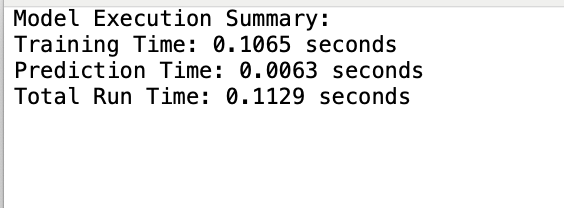 Model Execution Summary:
Training Time: 0.1065 seconds
Prediction Time: 0.0063 seconds
Total Run Time: 0.1129 seconds